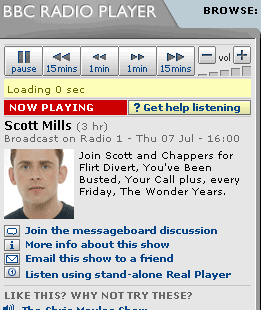 BBC RADIO PLAYER
BROWSE:
pause 15mins 1min 1min 15mins vol
Loading 0 sec
NOW PLAYING ? Get help listening
Scott Mills (3 hr)
Broadcast on Radio 1 - Thu 07 Jul - 16:00
Join Scott and Chappers for
Flirt Divert, You've Been
Busted, Your Call plus, every
Friday, The Wonder Years.
Join the messageboard discussion
More info about this show
Email this show to a friend
Listen using stand-alone Real Player
LIKE THIS? WHY NOT TRY THESE?
The Chris Moyles Show